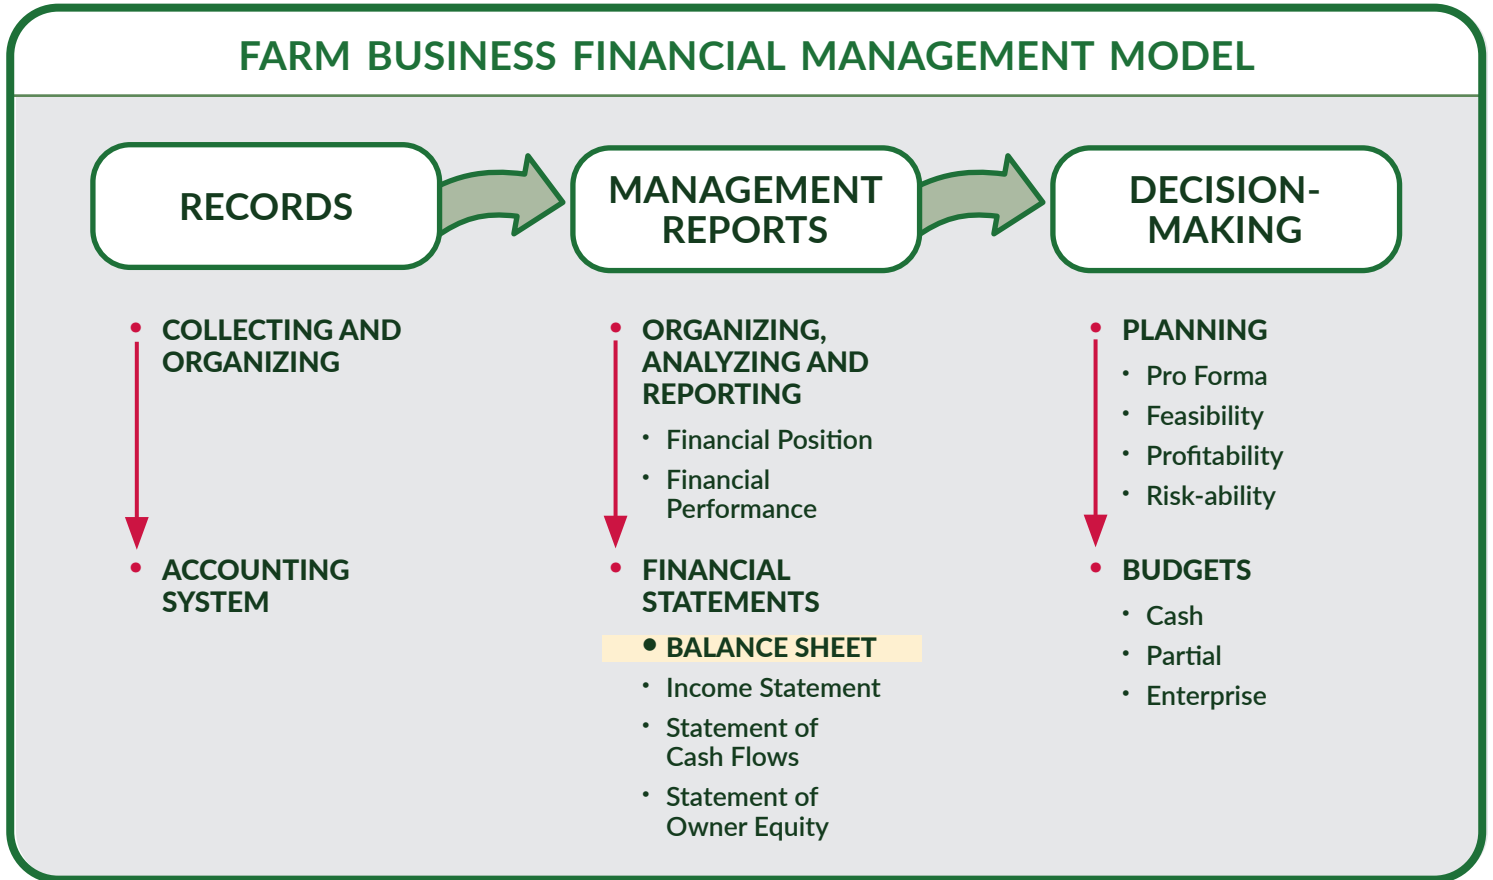 FARM BUSINESS FINANCIAL MANAGEMENT MODEL
RECORDS
COLLECTING AND
ORGANIZING
ACCOUNTING
SYSTEM
MANAGEMENT
REPORTS
ORGANIZING,
ANALYZING AND
REPORTING
Financial Position
Financial
Performance
FINANCIAL
STATEMENTS
BALANCE SHEET
Income Statement
Statement of
Cash Flows
Statement of
Owner Equity
DECISION-
MAKING
PLANNING
Pro Forma
Feasibility
Profitability
Risk-ability
BUDGETS
Cash
Partial
Enterprise